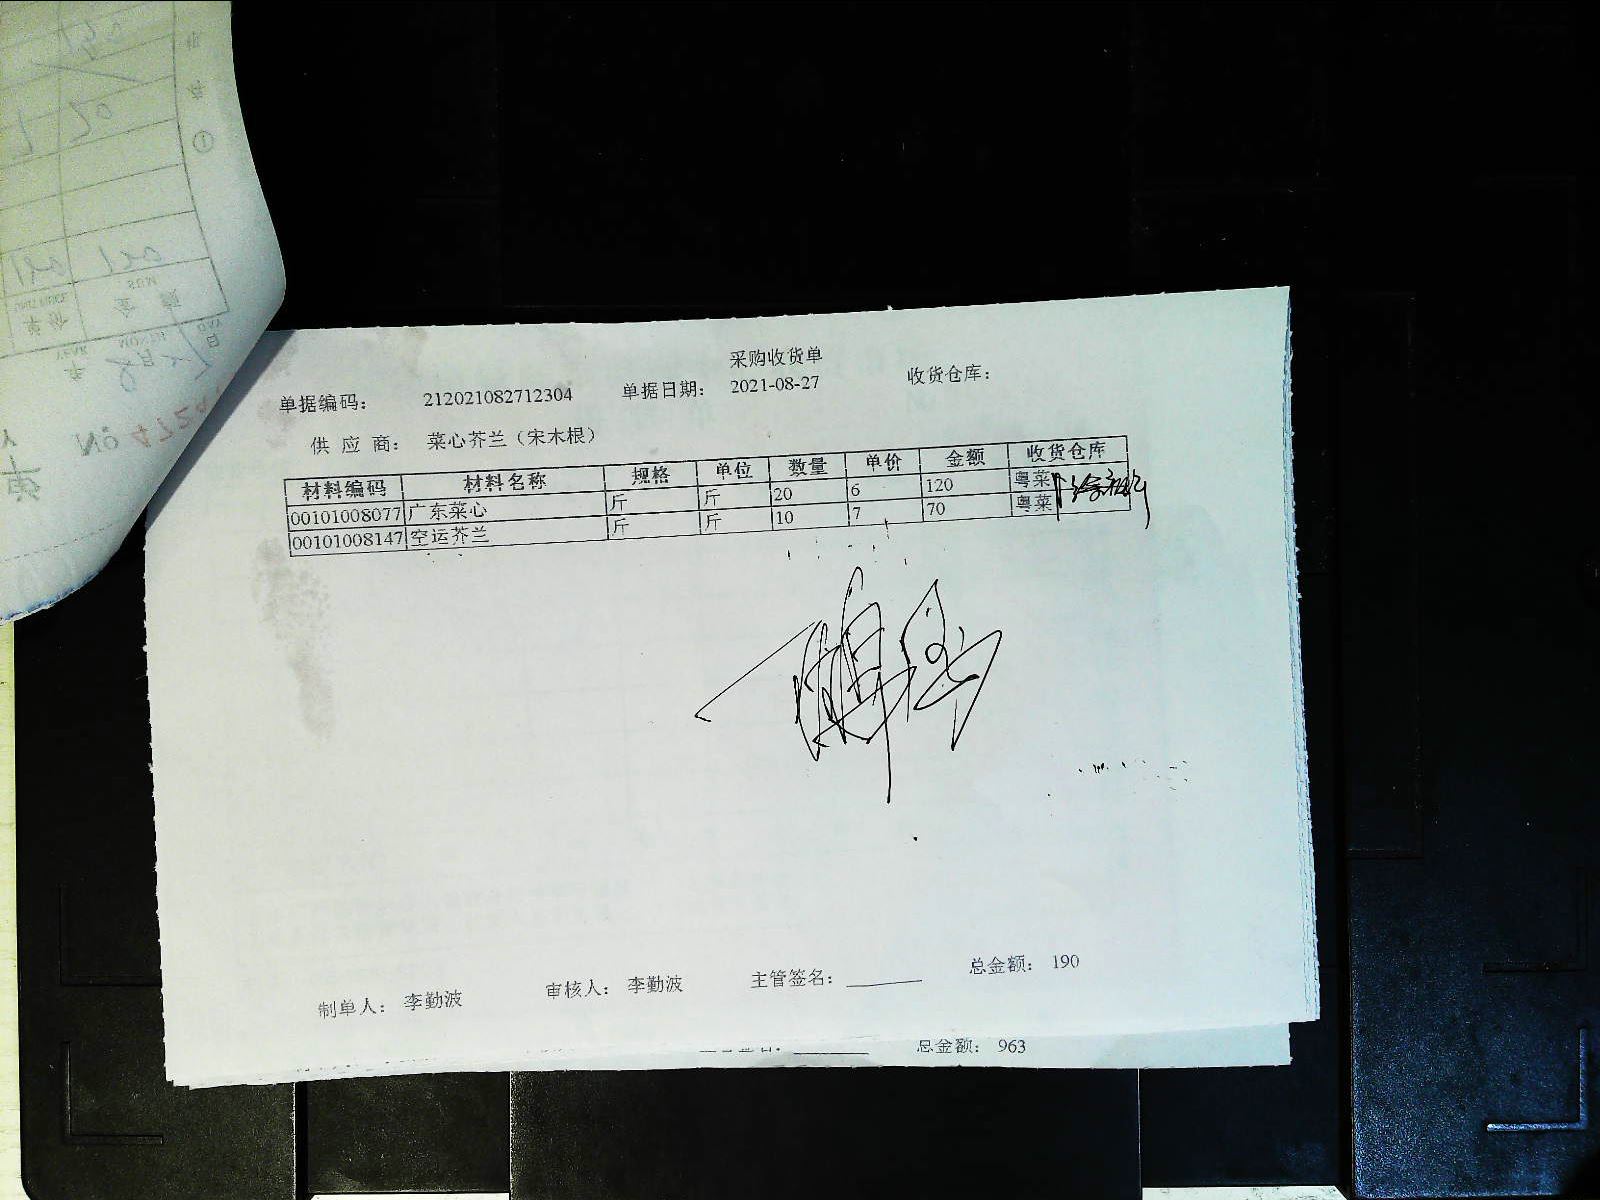 采购收货单
单据编码： 212021082712304 单据日期： 2021-08-27 收货仓库：
供 应 商： 菜心芥兰（宋木根）
材料编码 材料名称 规格 单位 数量 单价 金额 收货仓库
00101008077 广东菜心 斤 斤 20 6 120 粤菜
00101008147 空运芥兰 斤 斤 10 7 70 粤菜
制单人： 李勤波 审核人： 李勤波 主管签名： 总金额： 190
总金额： 963